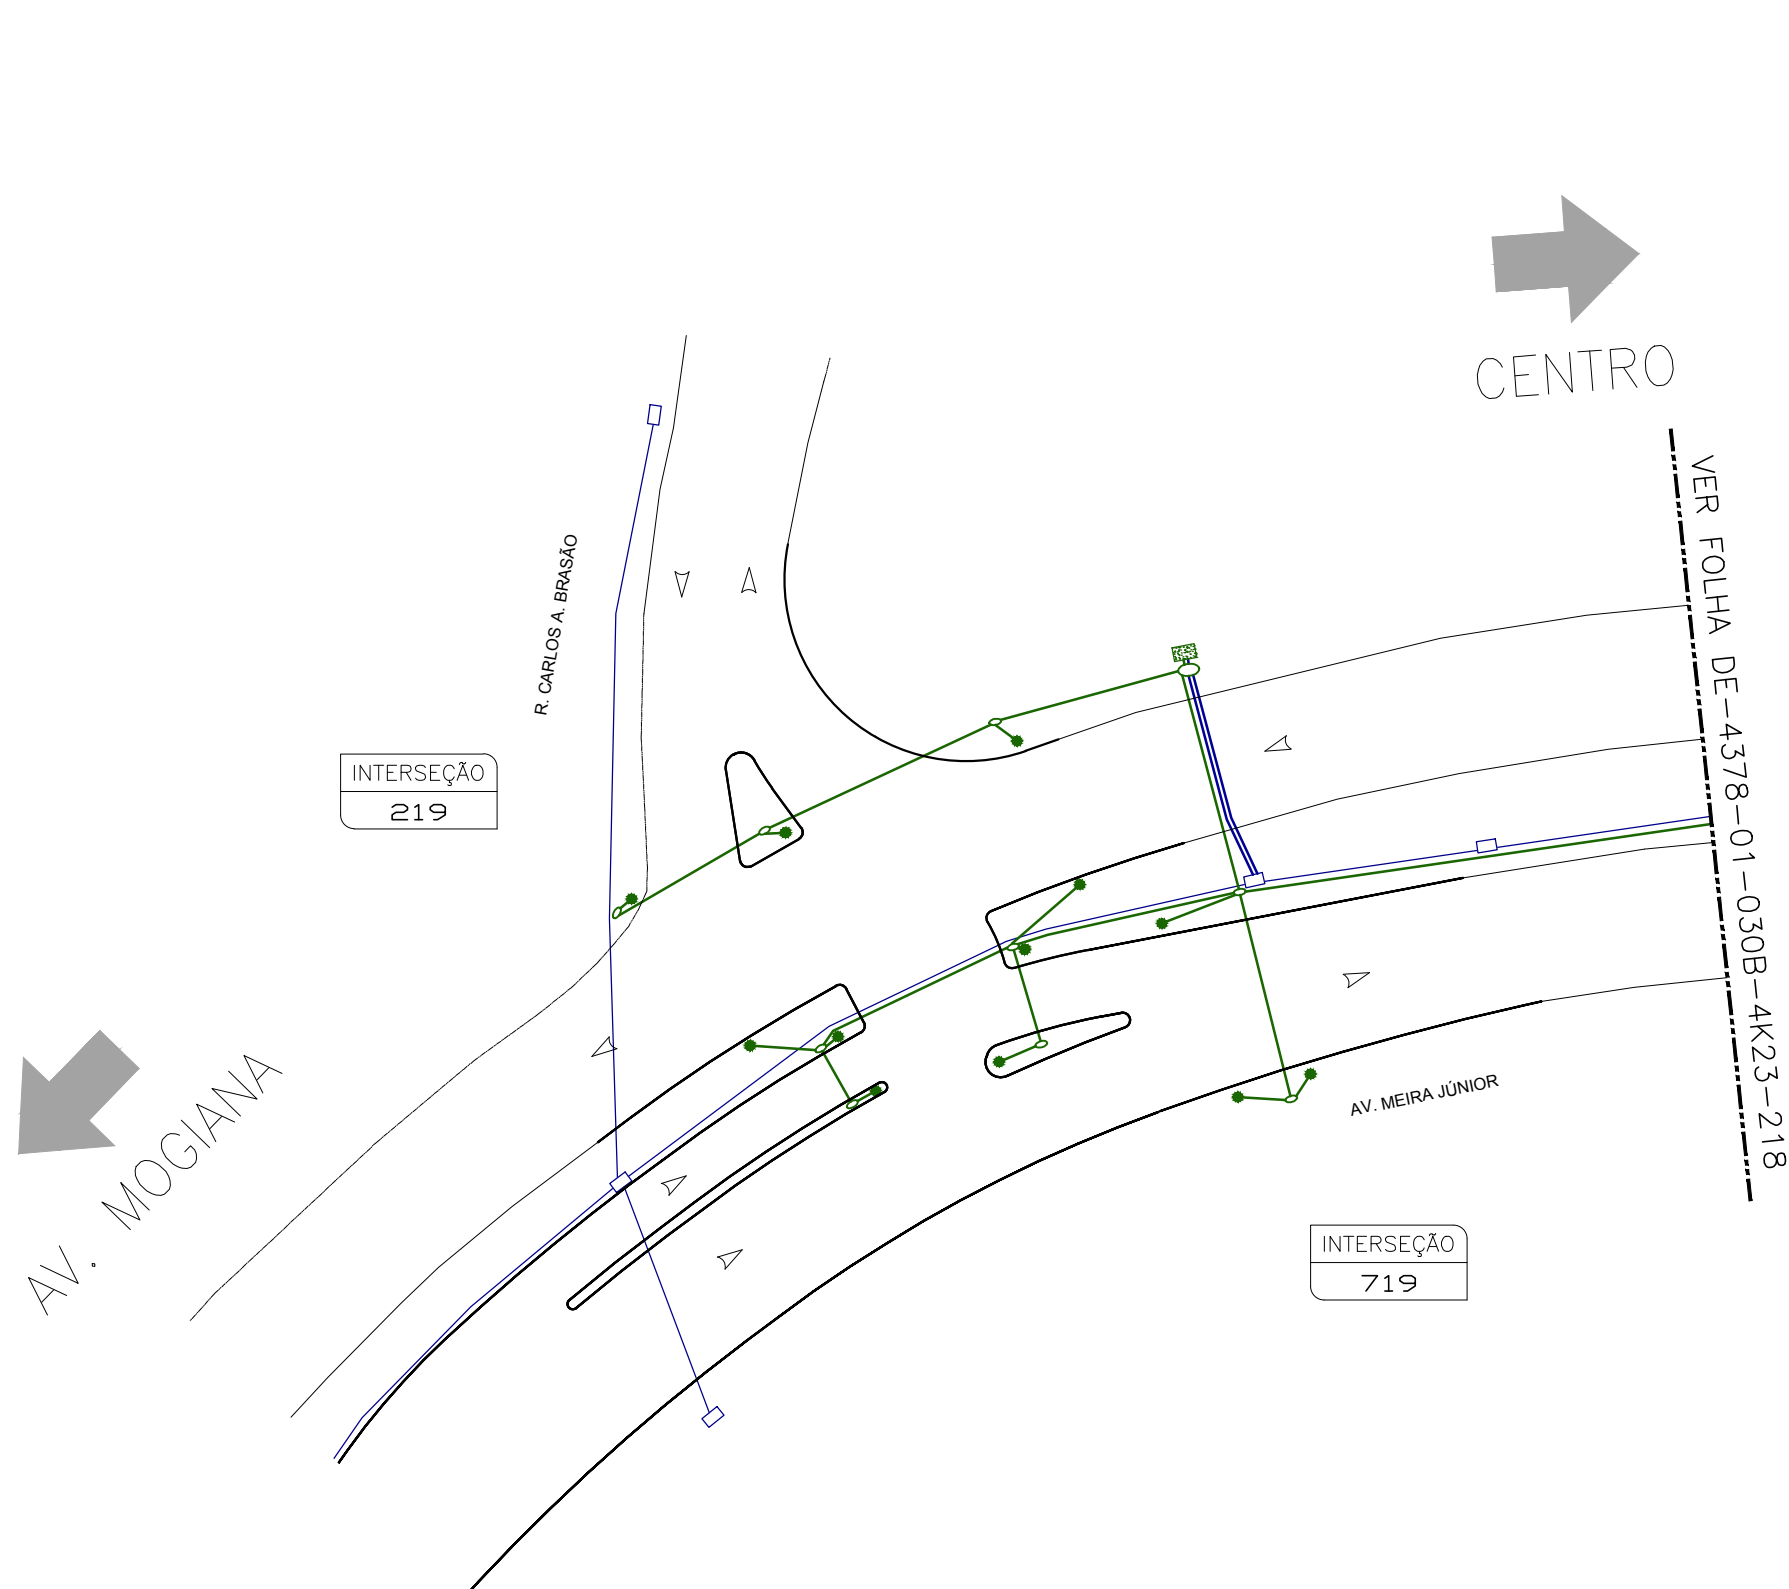 CENTRO
VER FOLHA DE-4378-01-030B-4K23-218
R. CARLOS A. BRASÃO
INTERSEÇÃO
219
AV. MOGIANA
AV. MEIRA JÚNIOR
INTERSEÇÃO
719